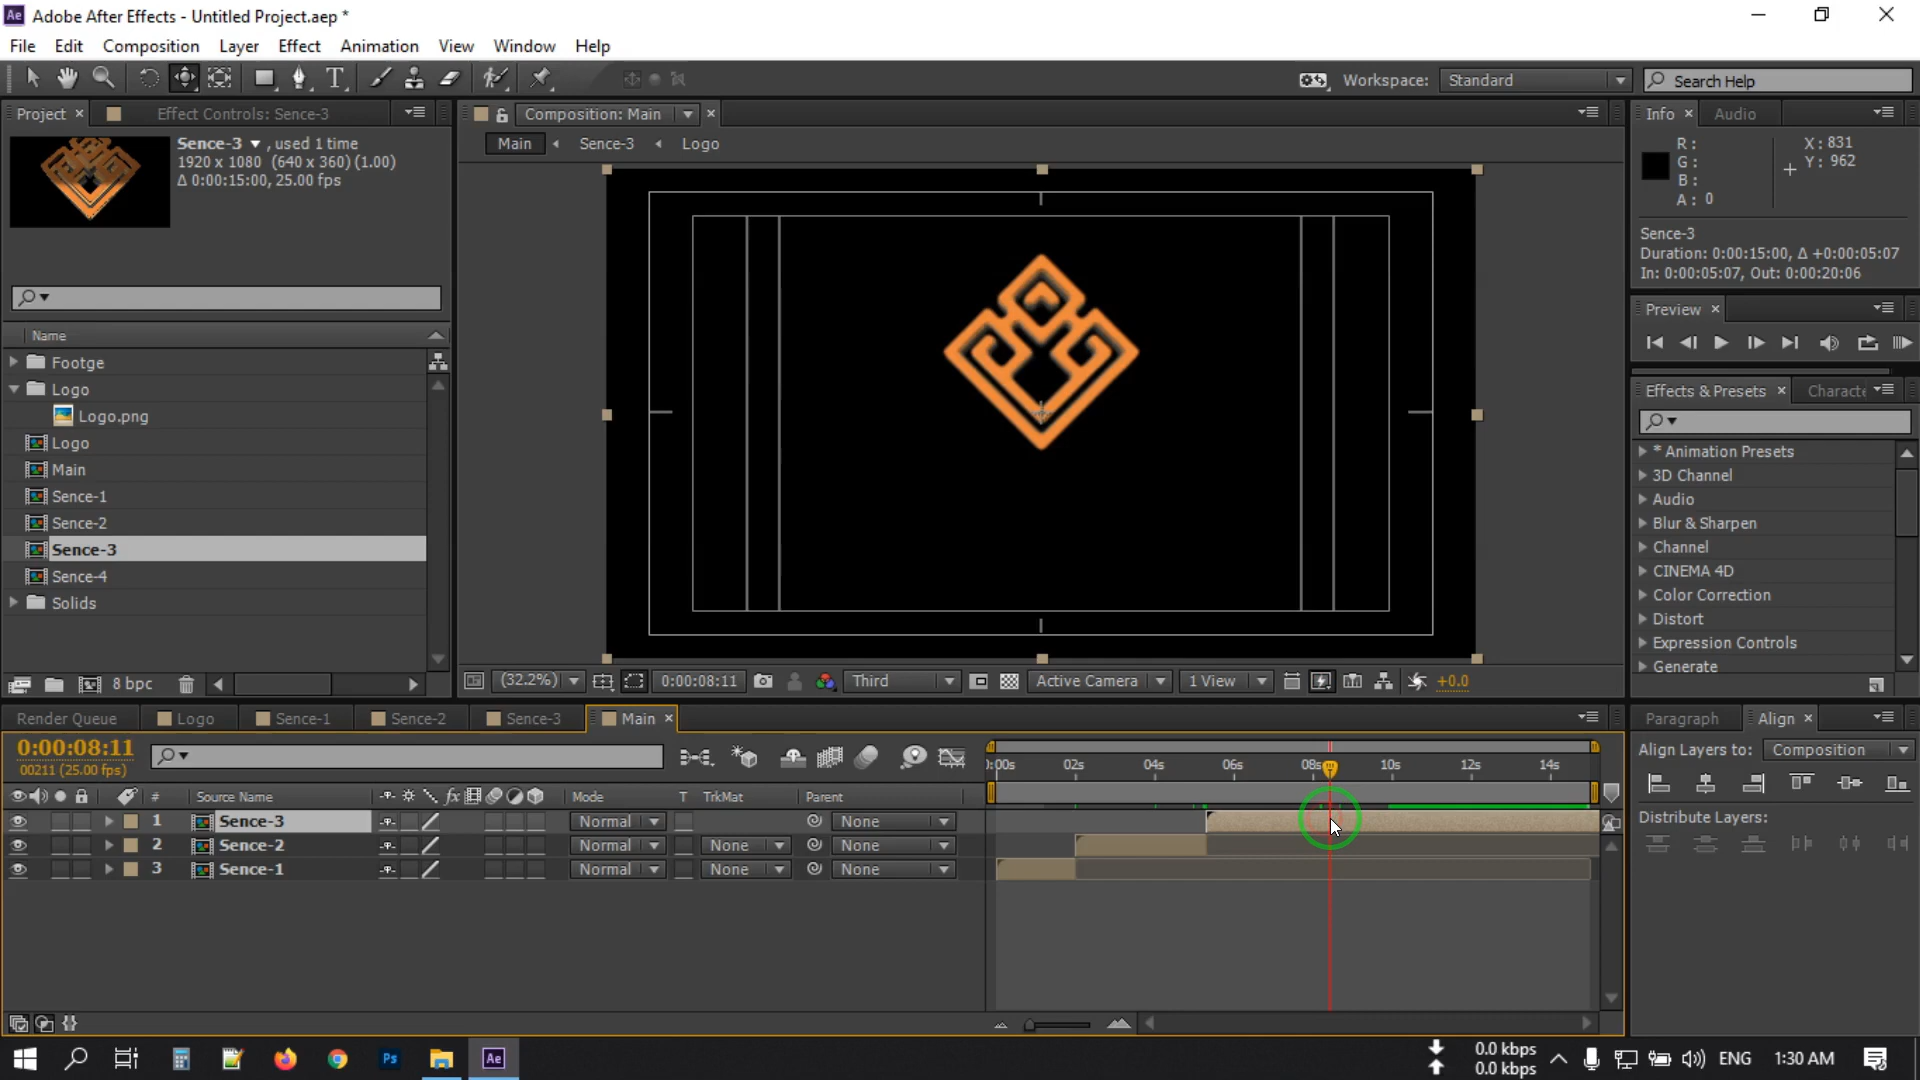 Adobe After Effects - Untitled Project.aep *
File Edit Composition Layer Effect Animation View Window Help
Workspace: Standard Search Help
Project Effect Controls: Sence-3
Sence-3 , used 1 time
1920 x 1080 (640 x 360) (1.00)
Δ 0:00:15:00, 25.00 fps
Name
Footge
Logo
Logo.png
Logo
Main
Sence-1
Sence-2
Sence-3
Sence-4
Solids
8 bpc
Composition: Main
Main Sence-3 Logo
(32.2%) 0:00:08:11 Third Active Camera 1 View +0.0
Info Audio
R: X: 831
G: Y: 962
B:
A: 0
Sence-3
Duration: 0:00:15:00, Δ +0:00:05:07
In: 0:00:05:07, Out: 0:00:20:06
Preview
Effects & Presets Characte
* Animation Presets
3D Channel
Audio
Blur & Sharpen
Channel
CINEMA 4D
Color Correction
Distort
Expression Controls
Generate
Render Queue Logo Sence-1 Sence-2 Sence-3 Main
0:00:08:11
00211 (25.00 fps)
):00s 02s 04s 06s 08s 10s 12s 14s
# Source Name fx Mode T TrkMat Parent
1 Sence-3 Normal None
2 Sence-2 Normal None None
3 Sence-1 Normal None None
Paragraph Align
Align Layers to: Composition
Distribute Layers:
Ps Ae 0.0 kbps
0.0 kbps
ENG 1:30 AM